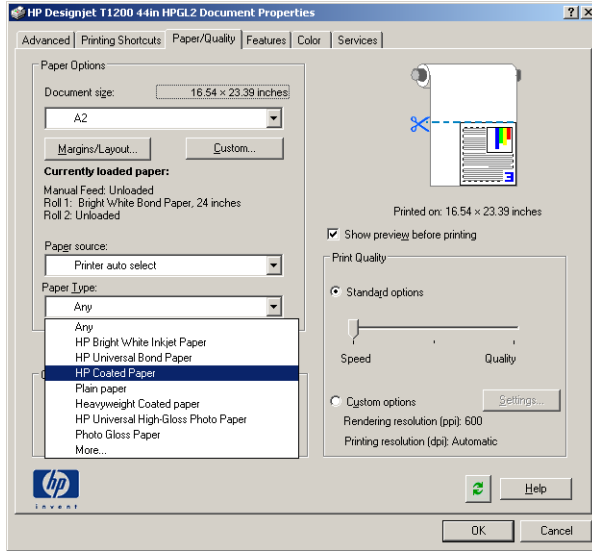 HP Designjet T1200 44in HPGL2 Document Properties
Advanced Printing Shortcuts Paper/Quality Features Color Services
Paper Options
Document size: 16.54 × 23.39 inches
A2
Margins/Layout... Custom...
Currently loaded paper:
Manual Feed: Unloaded
Roll 1: Bright White Bond Paper, 24 inches
Roll 2: Unloaded
Paper source:
Printer auto select
Paper Type:
Any
Any
HP Bright White Inkjet Paper
HP Universal Bond Paper
HP Coated Paper
Plain paper
Heavyweight Coated paper
HP Universal High-Gloss Photo Paper
Photo Gloss Paper
More...
Printed on: 16.54 × 23.39 inches
Show preview before printing
Print Quality
Standard options
Speed Quality
Custom options Settings...
Rendering resolution (ppi): 600
Printing resolution (dpi): Automatic
hp
invent
Help
OK Cancel